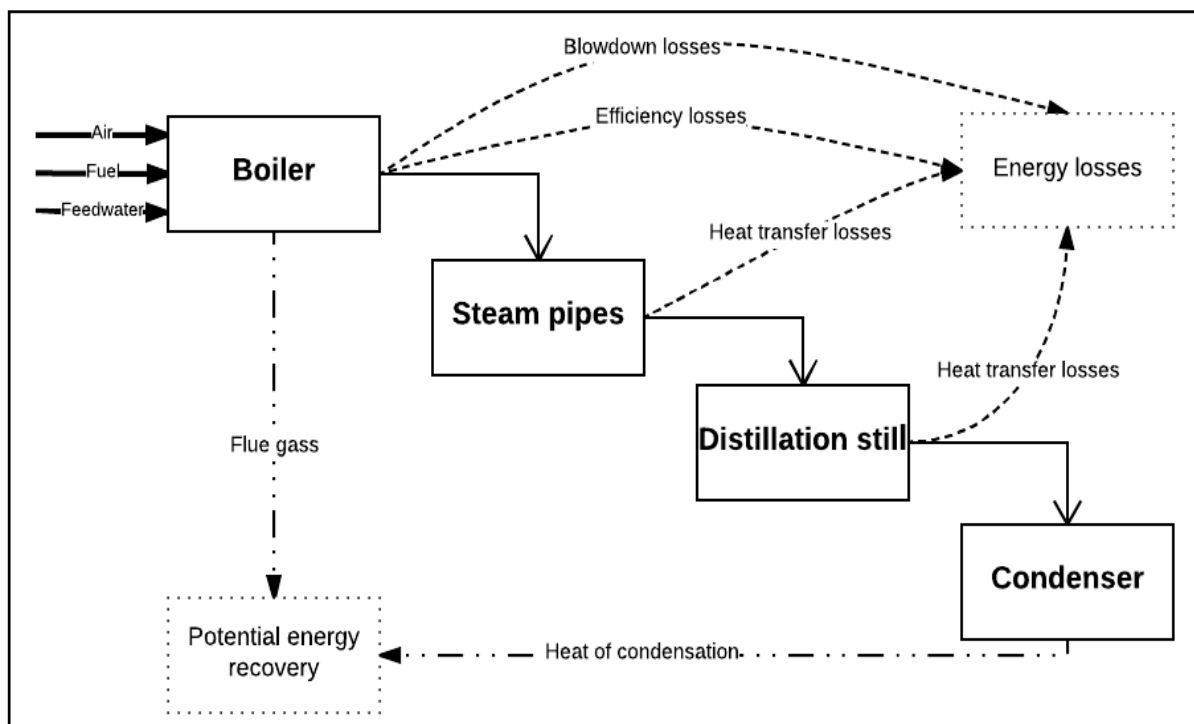 Blowdown losses
Efficiency losses
Air
Fuel
Feedwater
Boiler
Energy losses
Heat transfer losses
Steam pipes
Heat transfer losses
Distillation still
Flue gass
Condenser
Potential energy
recovery
Heat of condensation